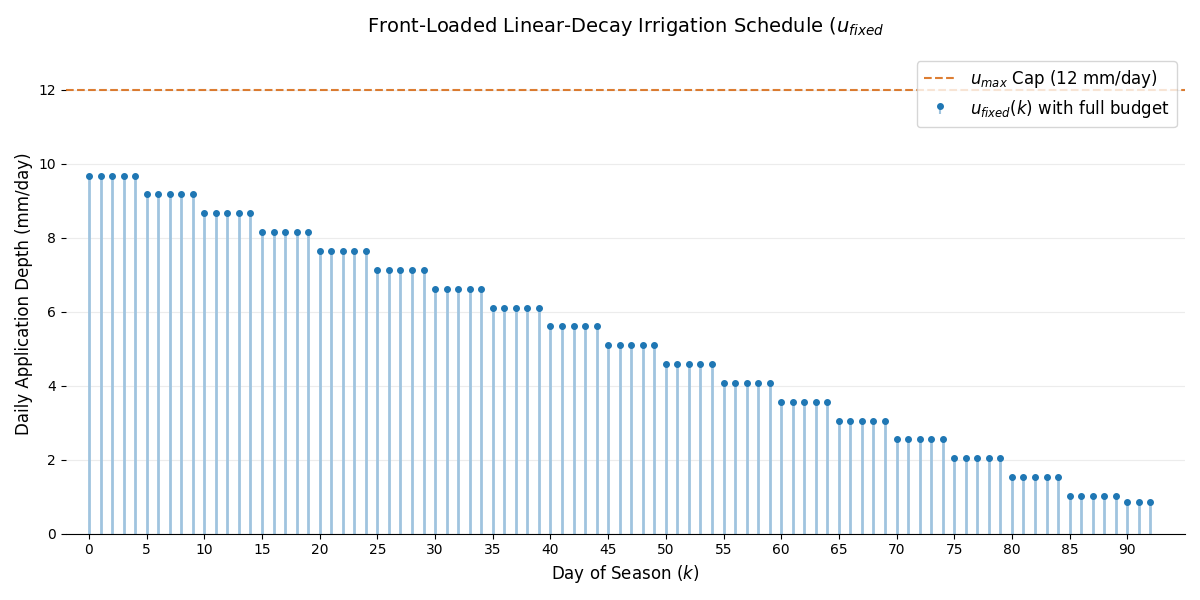 Front-Loaded Linear-Decay Irrigation Schedule (u_fixed
u_max Cap (12 mm/day)
u_fixed(k) with full budget
Daily Application Depth (mm/day)
12
10
8
6
4
2
0
0 5 10 15 20 25 30 35 40 45 50 55 60 65 70 75 80 85 90
Day of Season (k)